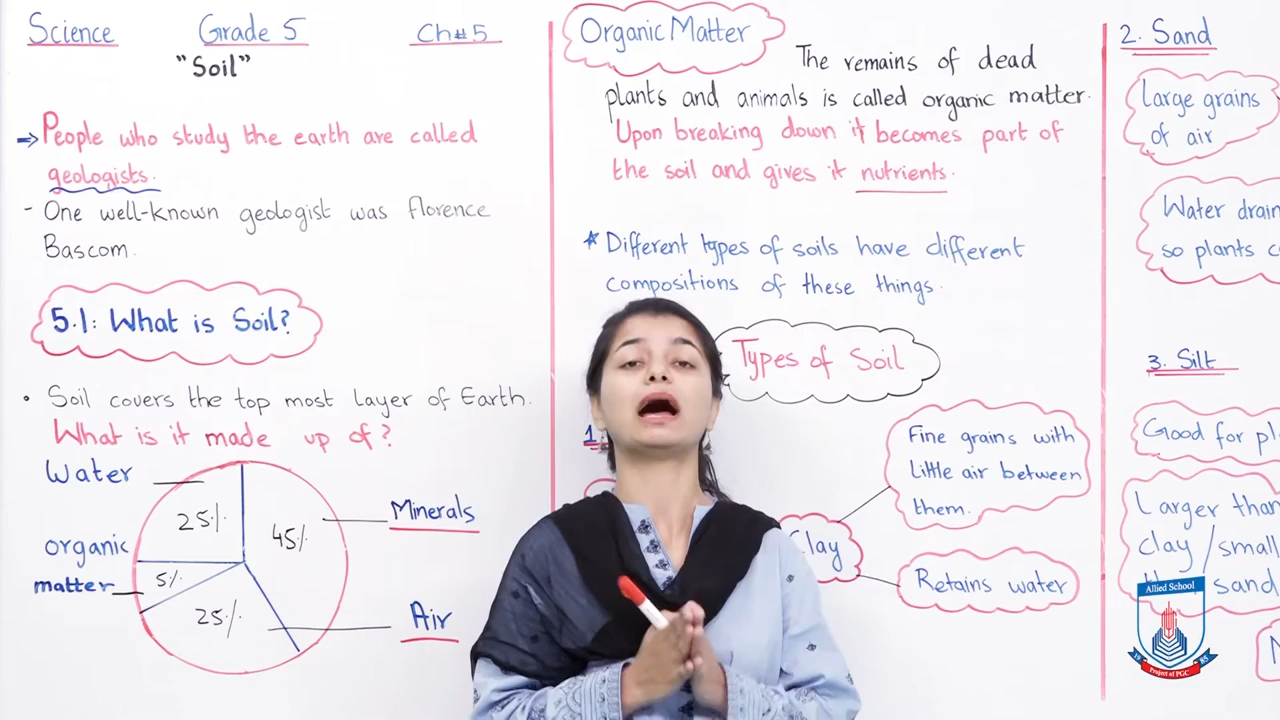 Science Grade 5 Ch#5
"Soil"
→ People who study the earth are called
geologists.
- One well-known geologist was florence
Bascom.
5.1: What is Soil?
• Soil covers the top most layer of Earth.
What is it made up of?
Water
25%
45%
Minerals
organic
matter
5%
25%
Air
Organic Matter
The remains of dead
plants and animals is called organic matter.
Upon breaking down it becomes part of
the soil and gives it nutrients.
* Different types of soils have different
compositions of these things.
Types of Soil
1.
Clay
Fine grains with
little air between
them.
Retains water
2. Sand
Large grains
of air
Water drain
so plants c
3. Silt
Good for pl
Larger than
clay / small
sand
N
Allied School
19 85
Project of PGC